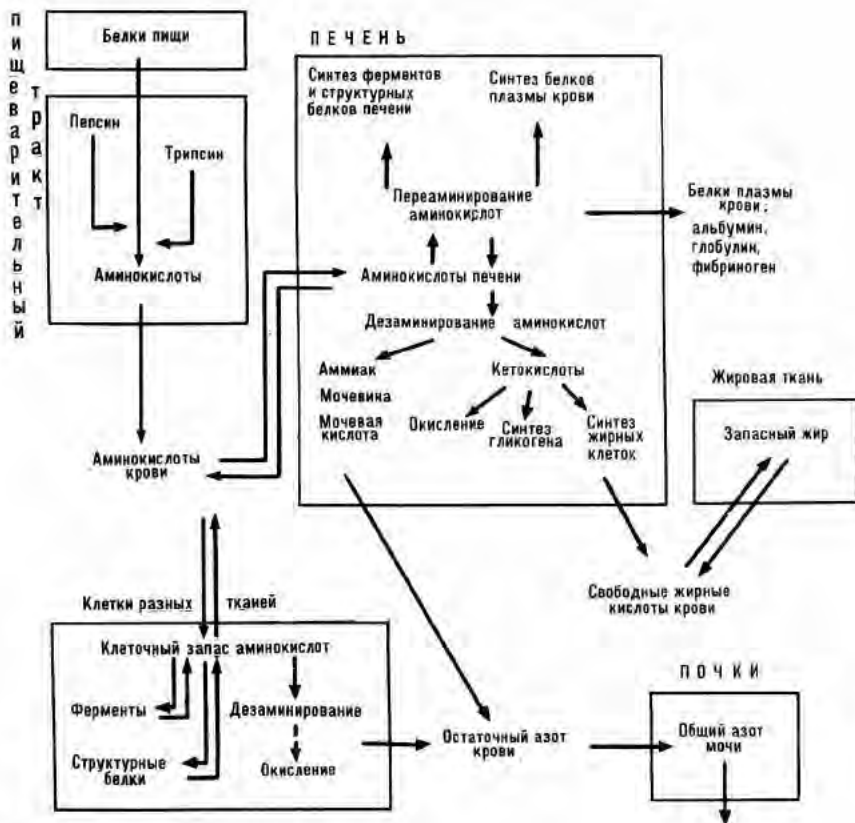 Пищеварительный
тракт
Белки пищи
Пепсин
Трипсин
Аминокислоты
Аминокислоты
крови
ПЕЧЕНЬ
Синтез ферментов
и структурных
белков печени
Синтез белков
плазмы крови
Переаминирование
аминокислот
Аминокислоты печени
Дезаминирование аминокислот
Аммиак
Мочевина
Мочевая
кислота
Кетокислоты
Окисление
Синтез
гликогена
Синтез
жирных
клеток
Белки плазмы
крови:
альбумин,
глобулин,
фибриноген
Жировая ткань
Запасный жир
Свободные жирные
кислоты крови
Клетки разных тканей
Клеточный запас аминокислот
Ферменты
Структурные
белки
Дезаминирование
Окисление
Остаточный азот
крови
ПОЧКИ
Общий азот
мочи